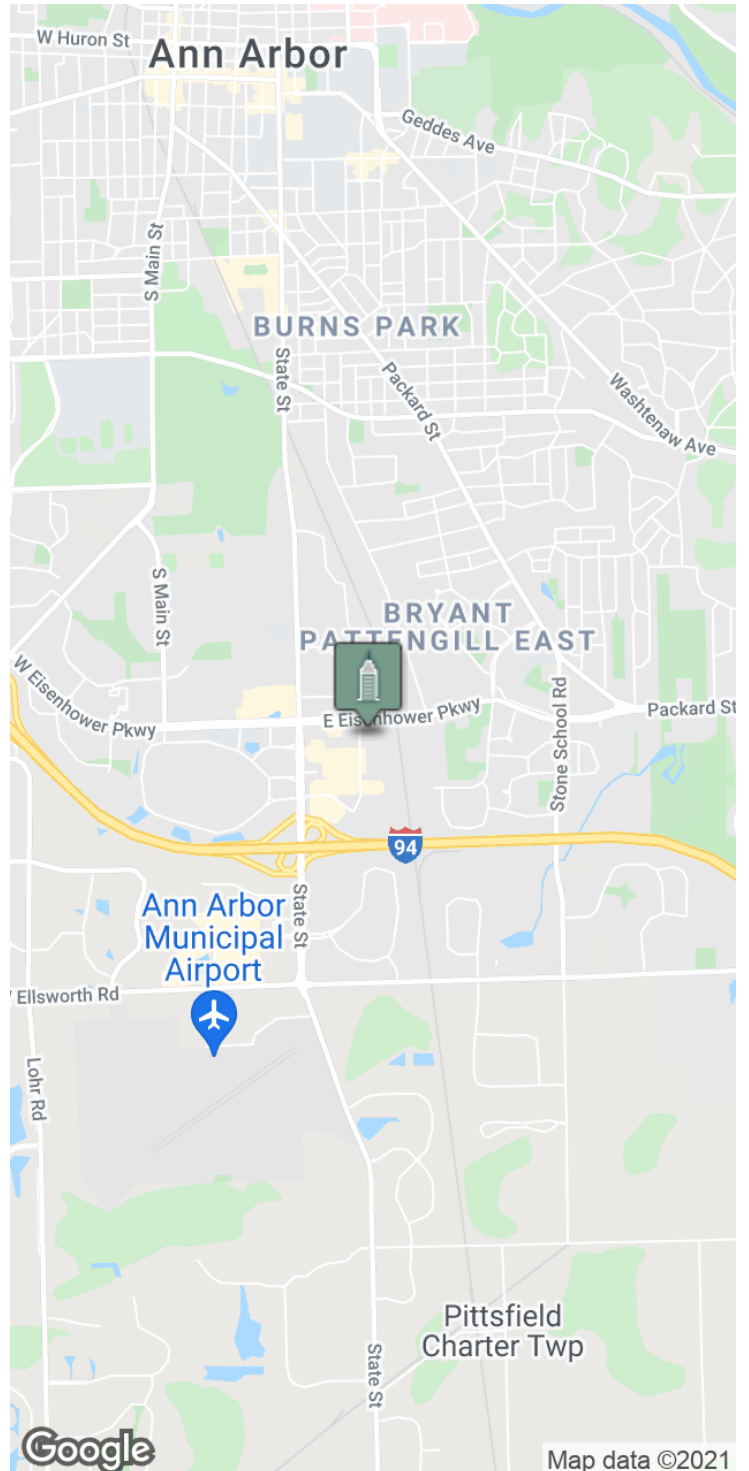 W Huron St
Ann Arbor
Geddes Ave
S Main St
BURNS PARK
State St
Packard St
Washtenaw Ave
S Main St
BRYANT
PATTENGILL EAST
W Eisenhower Pkwy
E Eisenhower Pkwy
Stone School Rd
Packard St
94
Ann Arbor
Municipal
Airport
State St
Ellsworth Rd
Lohr Rd
Pittsfield
Charter Twp
State St
Google
Map data ©2021